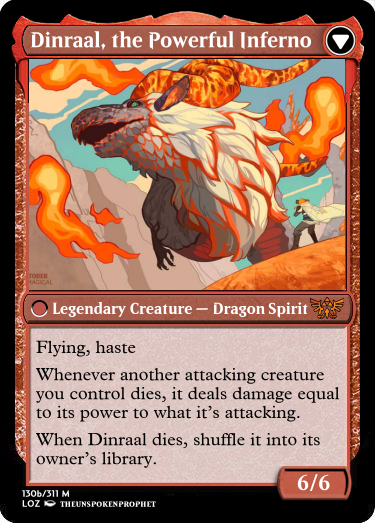 Dinraal, the Powerful Inferno
TOBER
MAGICAL
Legendary Creature — Dragon Spirit
Flying, haste
Whenever another attacking creature
you control dies, it deals damage equal
to its power to what it's attacking.
When Dinraal dies, shuffle it into its
owner's library.
6/6
130b/311 M
LOZ THEUNSPOKENPROPHET